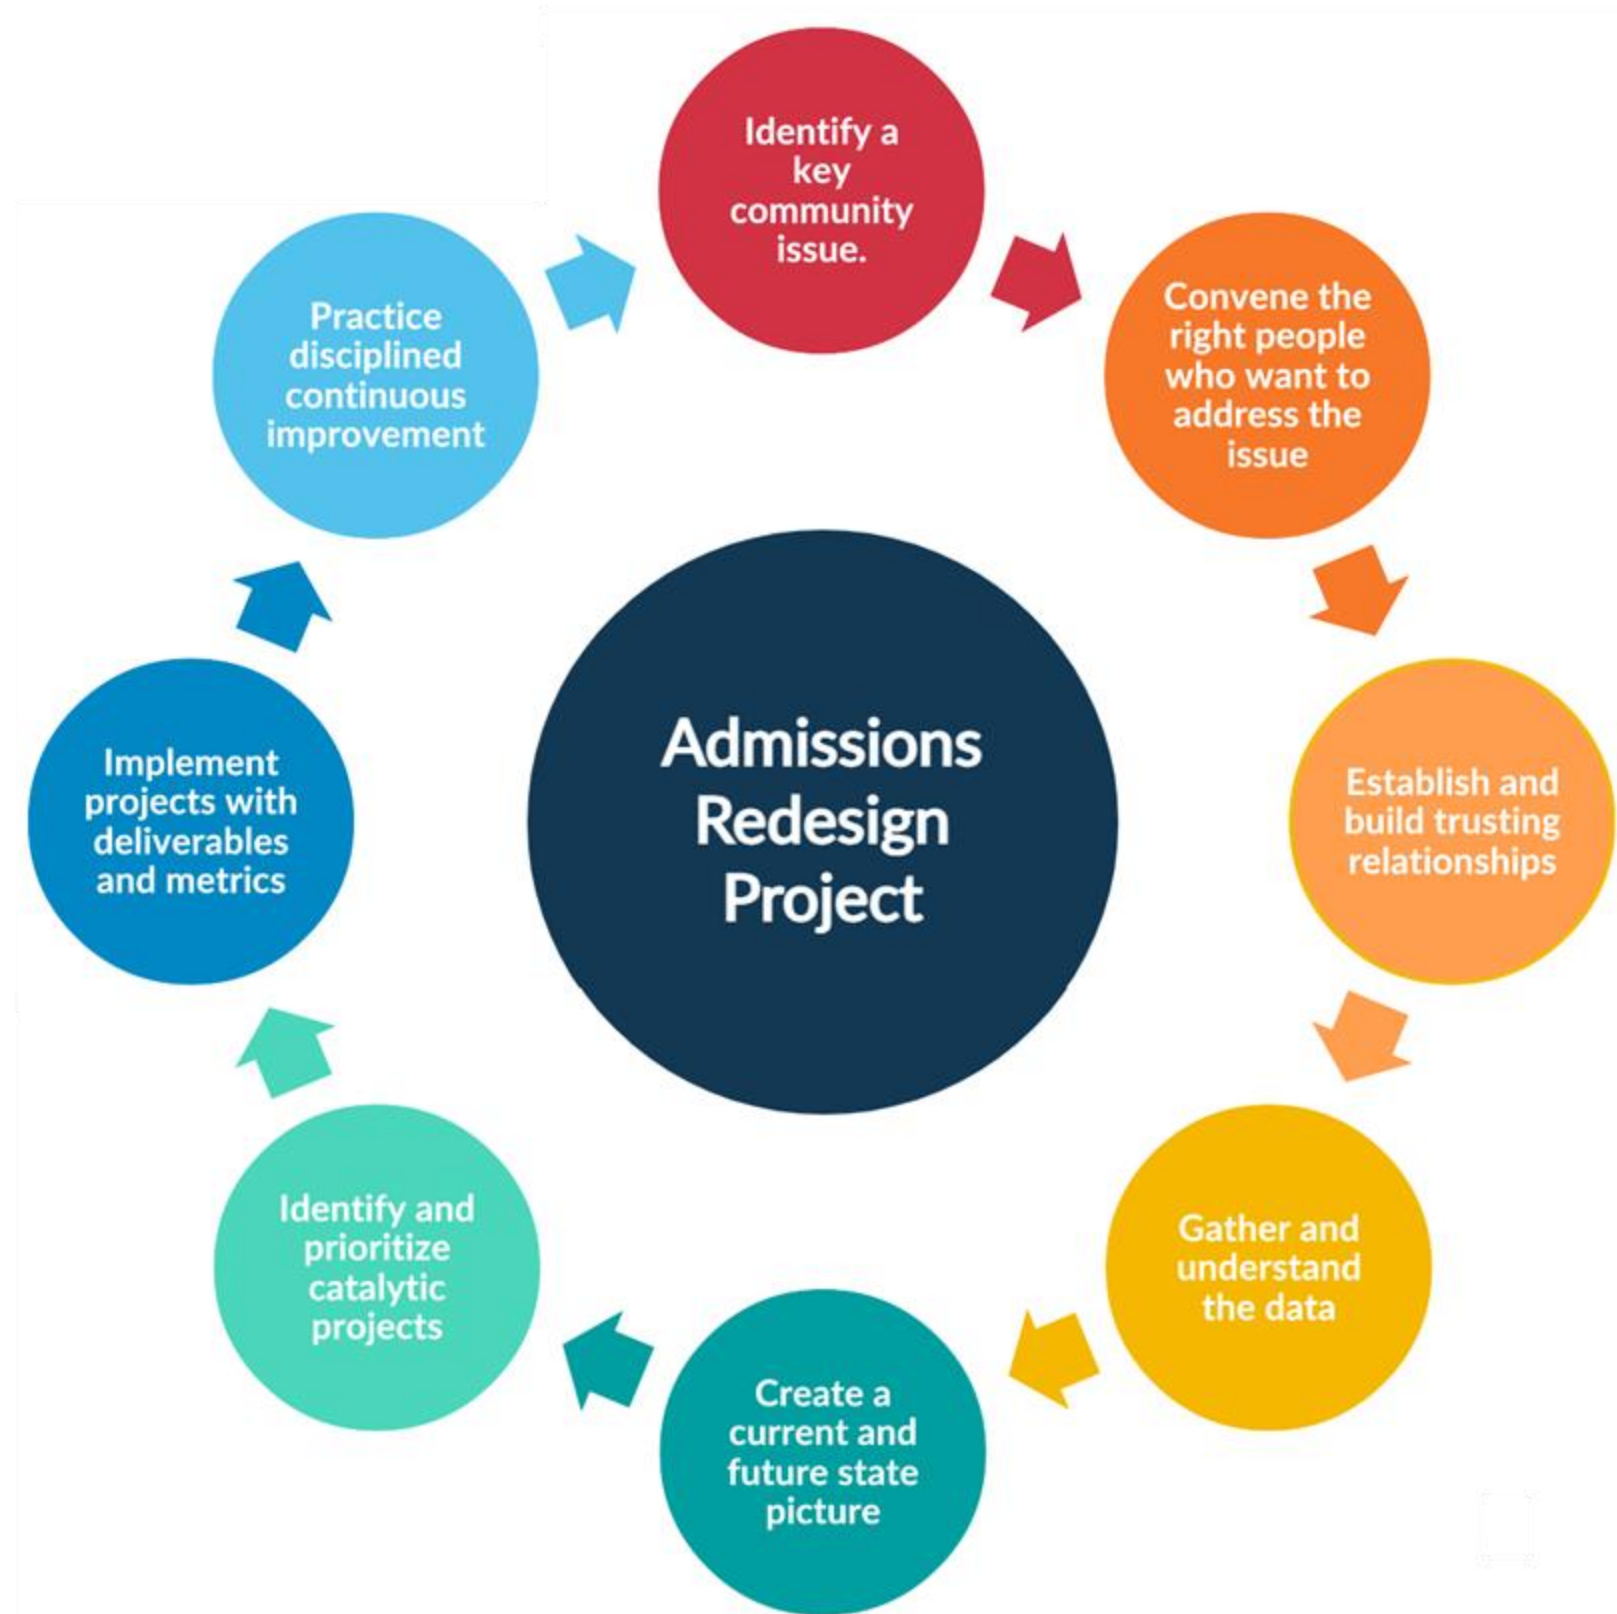 Identify a
key
community
issue.
Convene the
right people
who want to
address the
issue
Establish and
build trusting
relationships
Gather and
understand
the data
Create a
current and
future state
picture
Identify and
prioritize
catalytic
projects
Implement
projects with
deliverables
and metrics
Practice
disciplined
continuous
improvement
Admissions
Redesign
Project